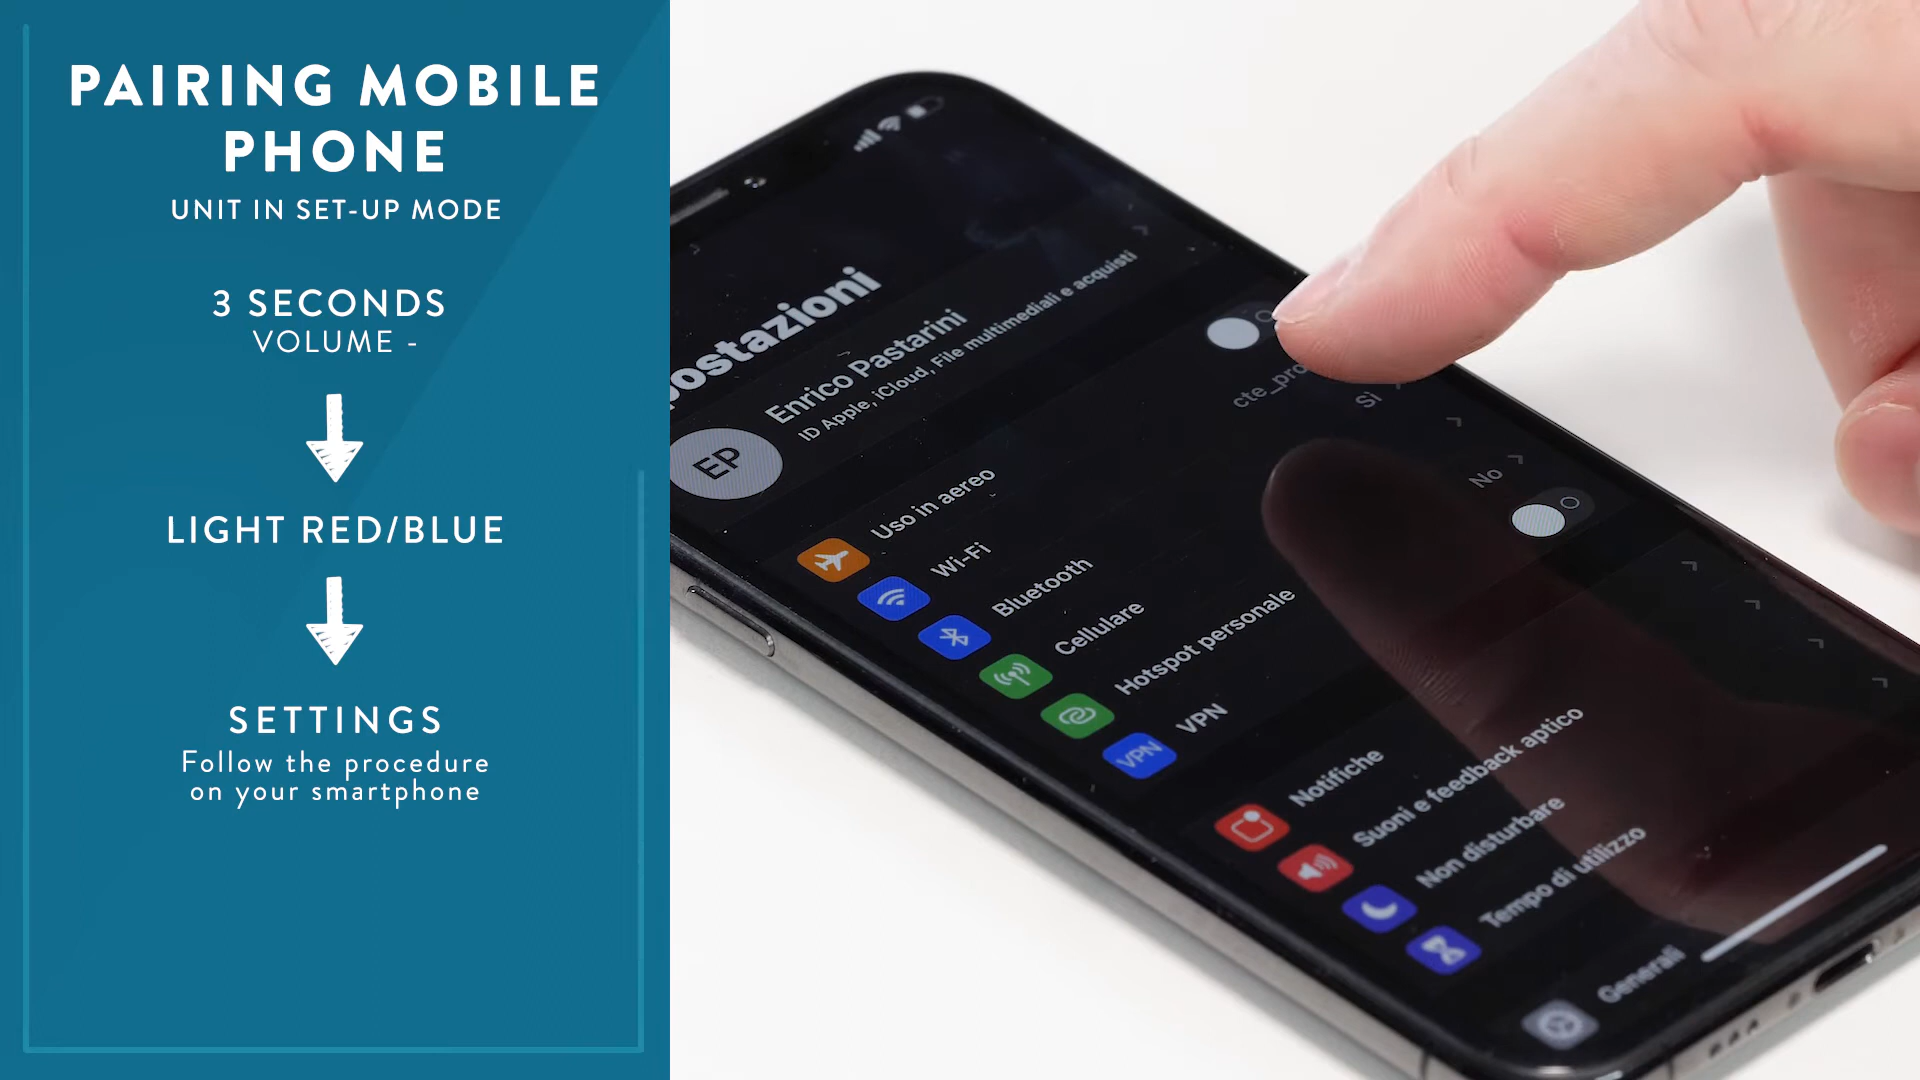 PAIRING MOBILE
PHONE
UNIT IN SET-UP MODE
3 SECONDS
VOLUME -
LIGHT RED/BLUE
SETTINGS
Follow the procedure
on your smartphone
postazioni
EP
Enrico Pastarini
ID Apple, iCloud, File multimediali e acquisti
Uso in aereo
Wi-Fi
cte_pro
Bluetooth
Sì
Cellulare
Hotspot personale
No
VPN
VPN
Notifiche
Suoni e feedback aptico
Non disturbare
Tempo di utilizzo
Generali